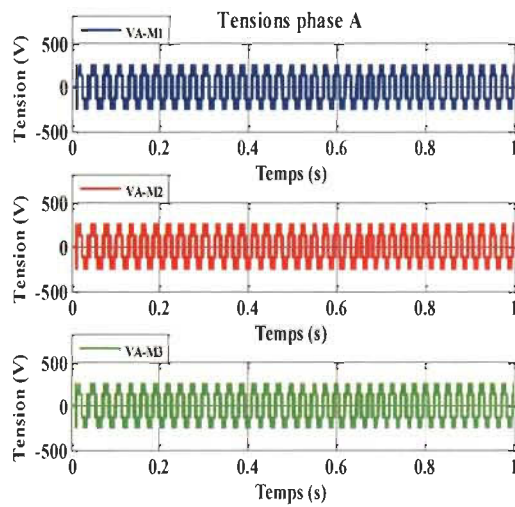 Tensions phase A
VA-M1
Tension (V)
500
0
-500
0 0.2 0.4 0.6 0.8 1
Temps (s)
VA-M2
Tension (V)
500
0
-500
0 0.2 0.4 0.6 0.8 1
Temps (s)
VA-M3
Tension (V)
500
0
-500
0 0.2 0.4 0.6 0.8 1
Temps (s)